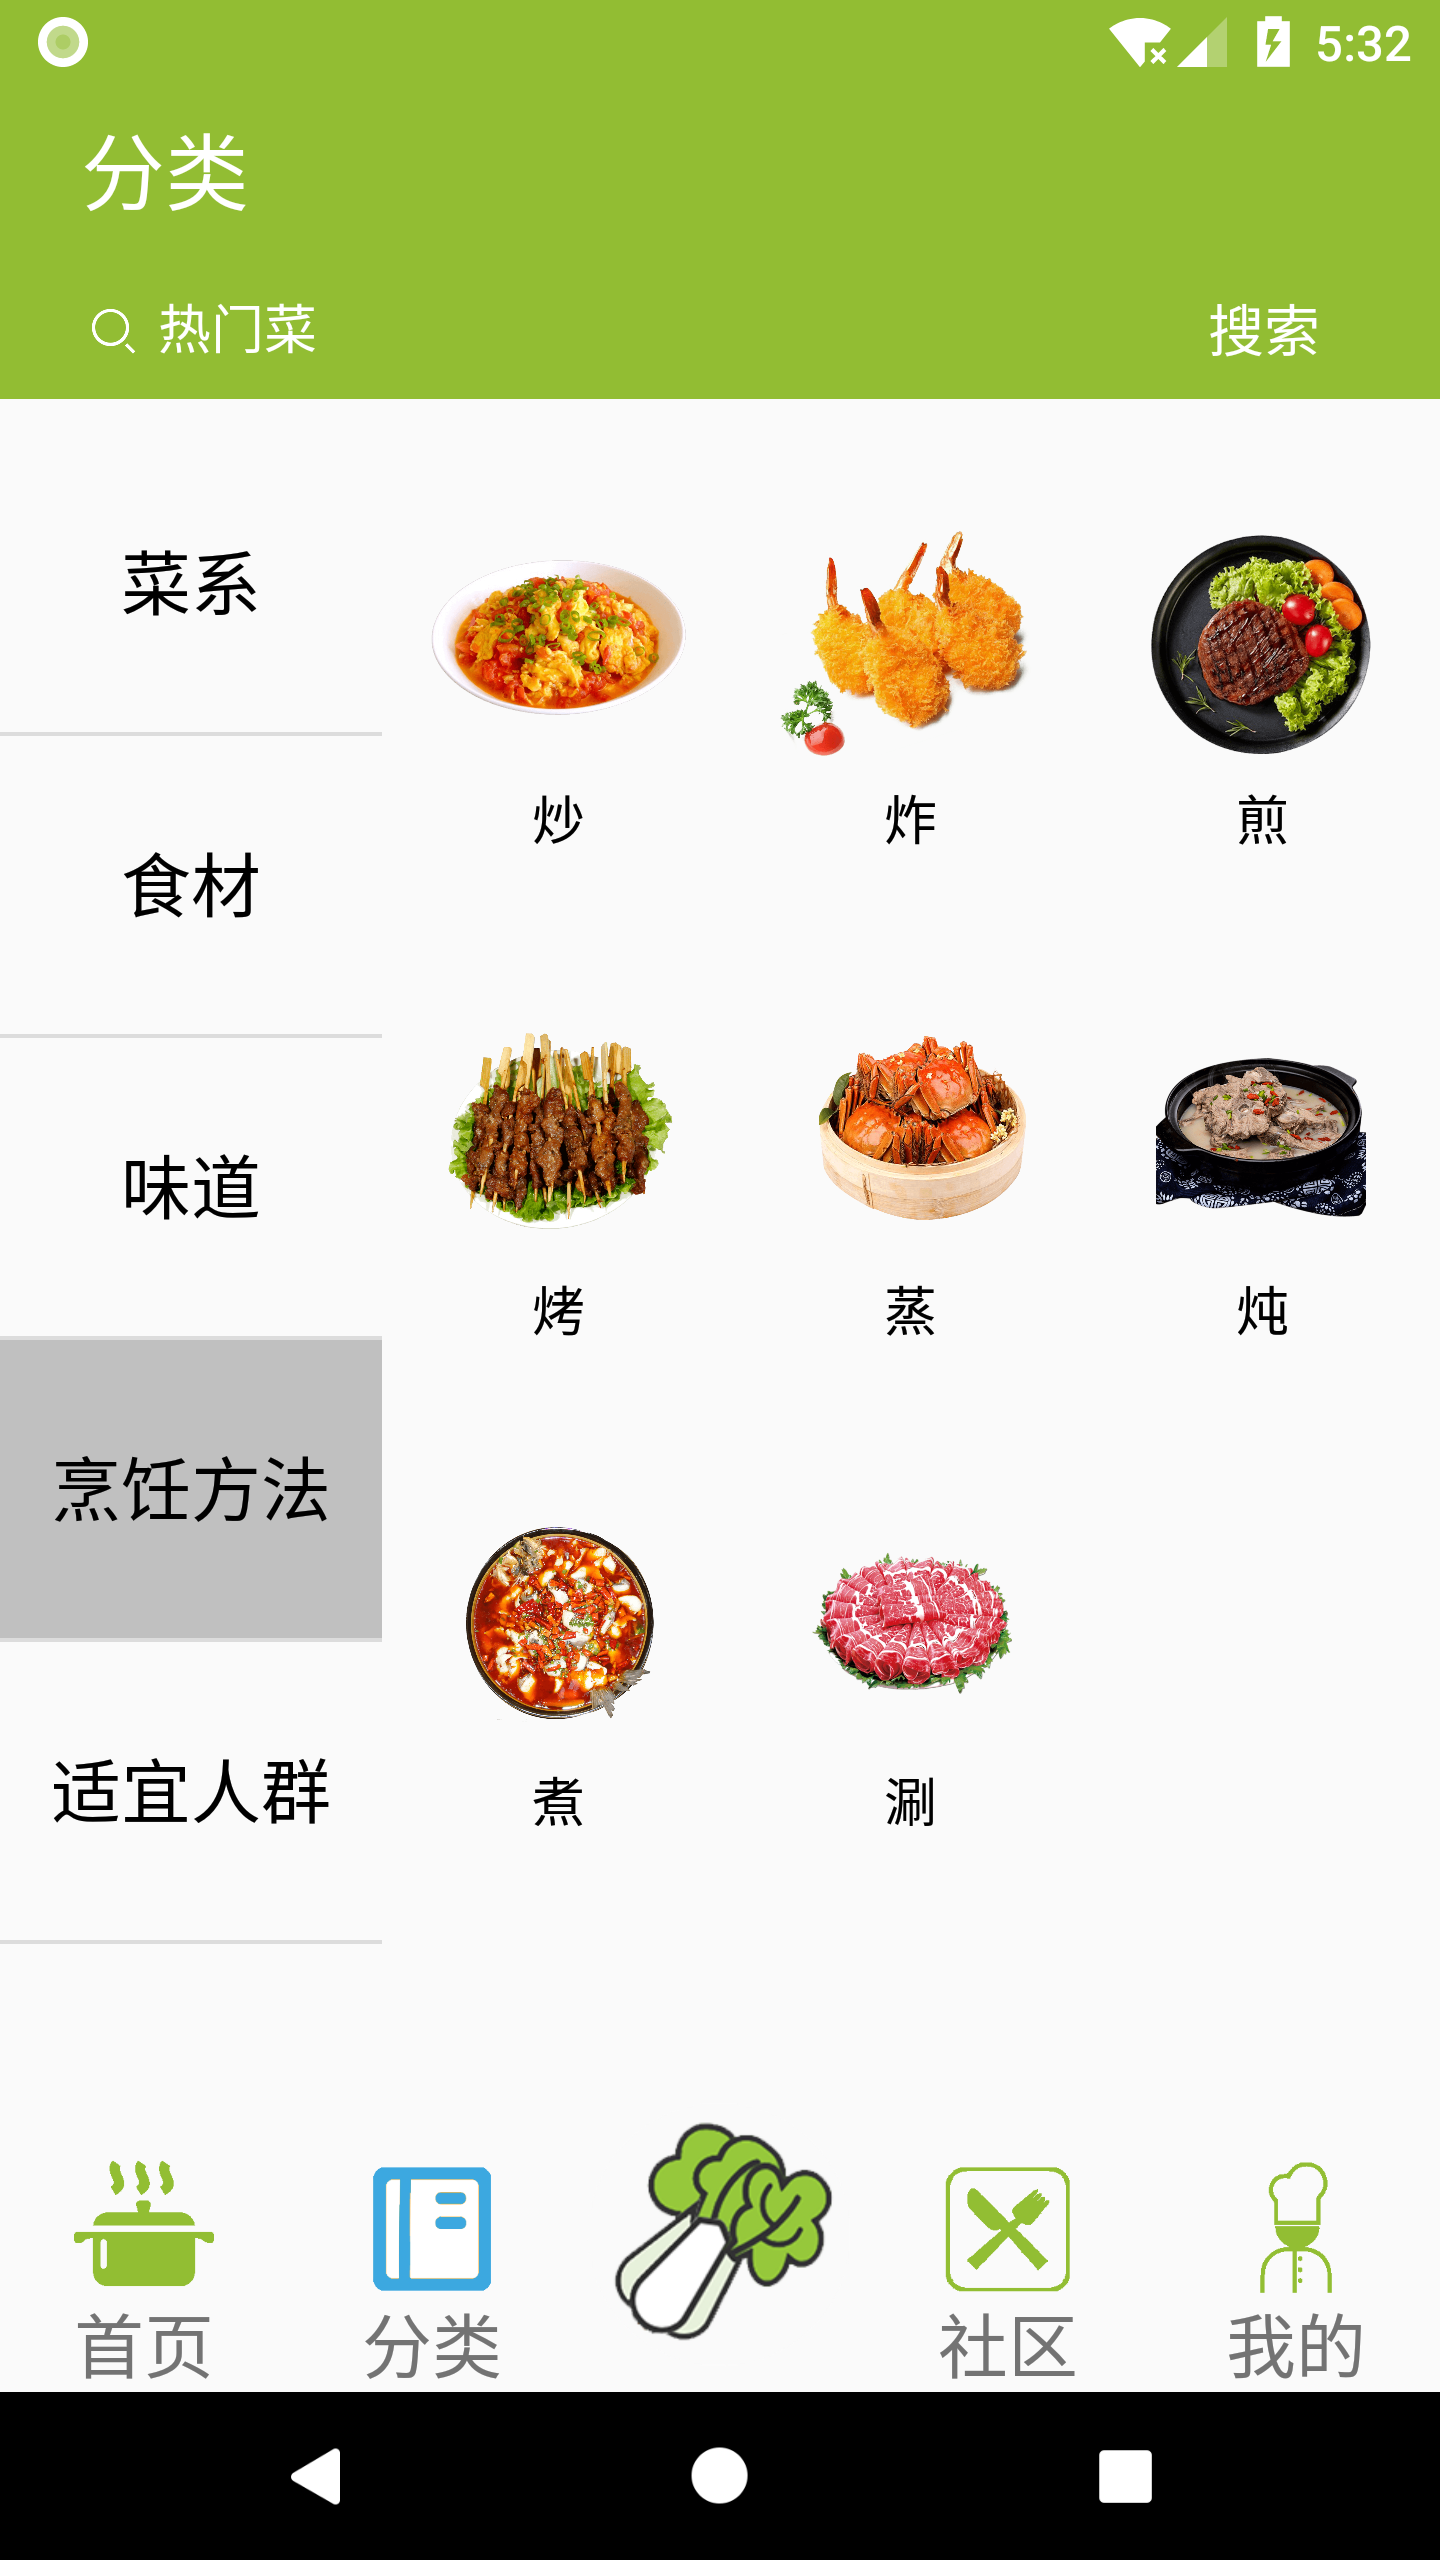 5:32
分类
热门菜
搜索
菜系
食材
味道
烹饪方法
适宜人群
炒
炸
煎
烤
蒸
炖
煮
涮
首页
分类
社区
我的